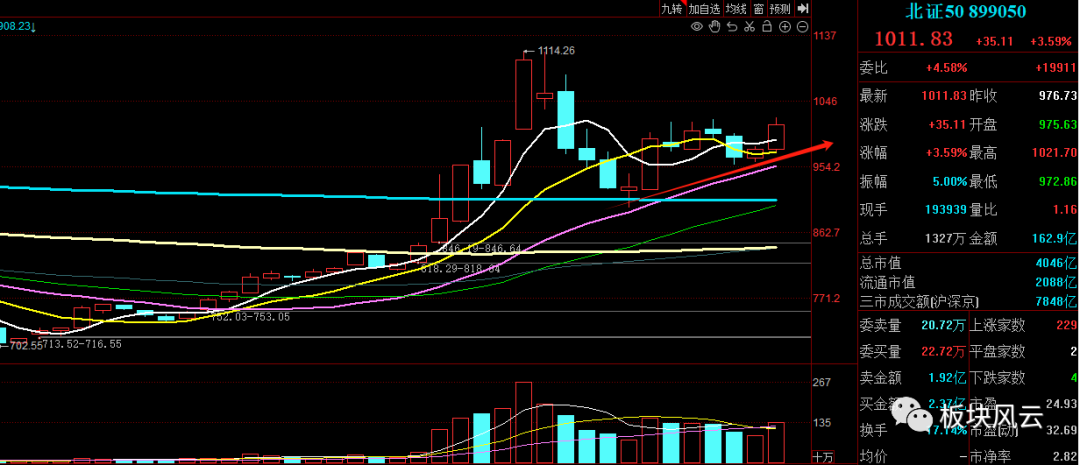 九转 加自选 均线 窗 预测
908.23↓
1137
1046
954.2
862.7
771.2
← 1114.26
846.19-846.64
818.29-818.84
752.03-753.05
713.52-716.55
702.55
267
135
十万
北证50 899050
1011.83 +35.11 +3.59%
委比 +4.58% +19911
最新 1011.83 昨收 976.73
涨跌 +35.11 开盘 975.63
涨幅 +3.59% 最高 1021.70
振幅 5.00% 最低 972.86
现手 193939 量比 1.16
总手 1327万 金额 162.9亿
总市值 4046亿
流通市值 2088亿
三市成交额(沪深京) 7848亿
委卖量 20.72万 上涨家数 229
委买量 22.72万 平盘家数 2
卖金额 1.92亿 下跌家数 4
买金额 2.37亿 市盈 24.93
换手 7.14% 市盈(动) 32.69
均价 — 市净率 2.82
板块风云